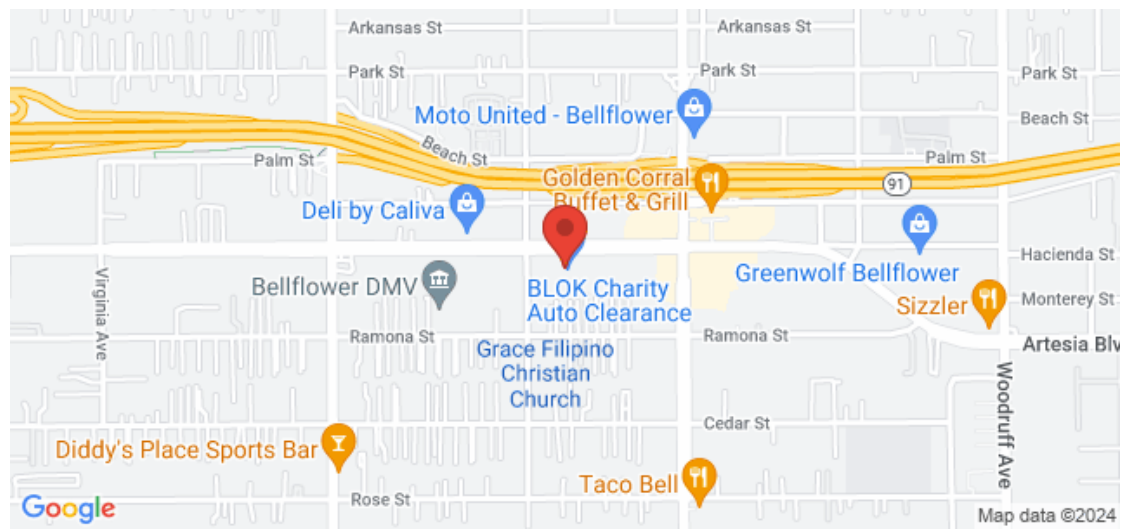 Arkansas St
Arkansas St
Park St
Park St
Park St
Moto United - Bellflower
Beach St
Beach St
Palm St
Palm St
Golden Corral
Buffet & Grill
91
Deli by Caliva
Hacienda St
Greenwolf Bellflower
Bellflower DMV
BLOK Charity
Auto Clearance
Virginia Ave
Monterey St
Sizzler
Ramona St
Ramona St
Artesia Blv
Grace Filipino
Christian
Church
Woodruff Ave
Cedar St
Diddy's Place Sports Bar
Taco Bell
Rose St
Google
Map data ©2024